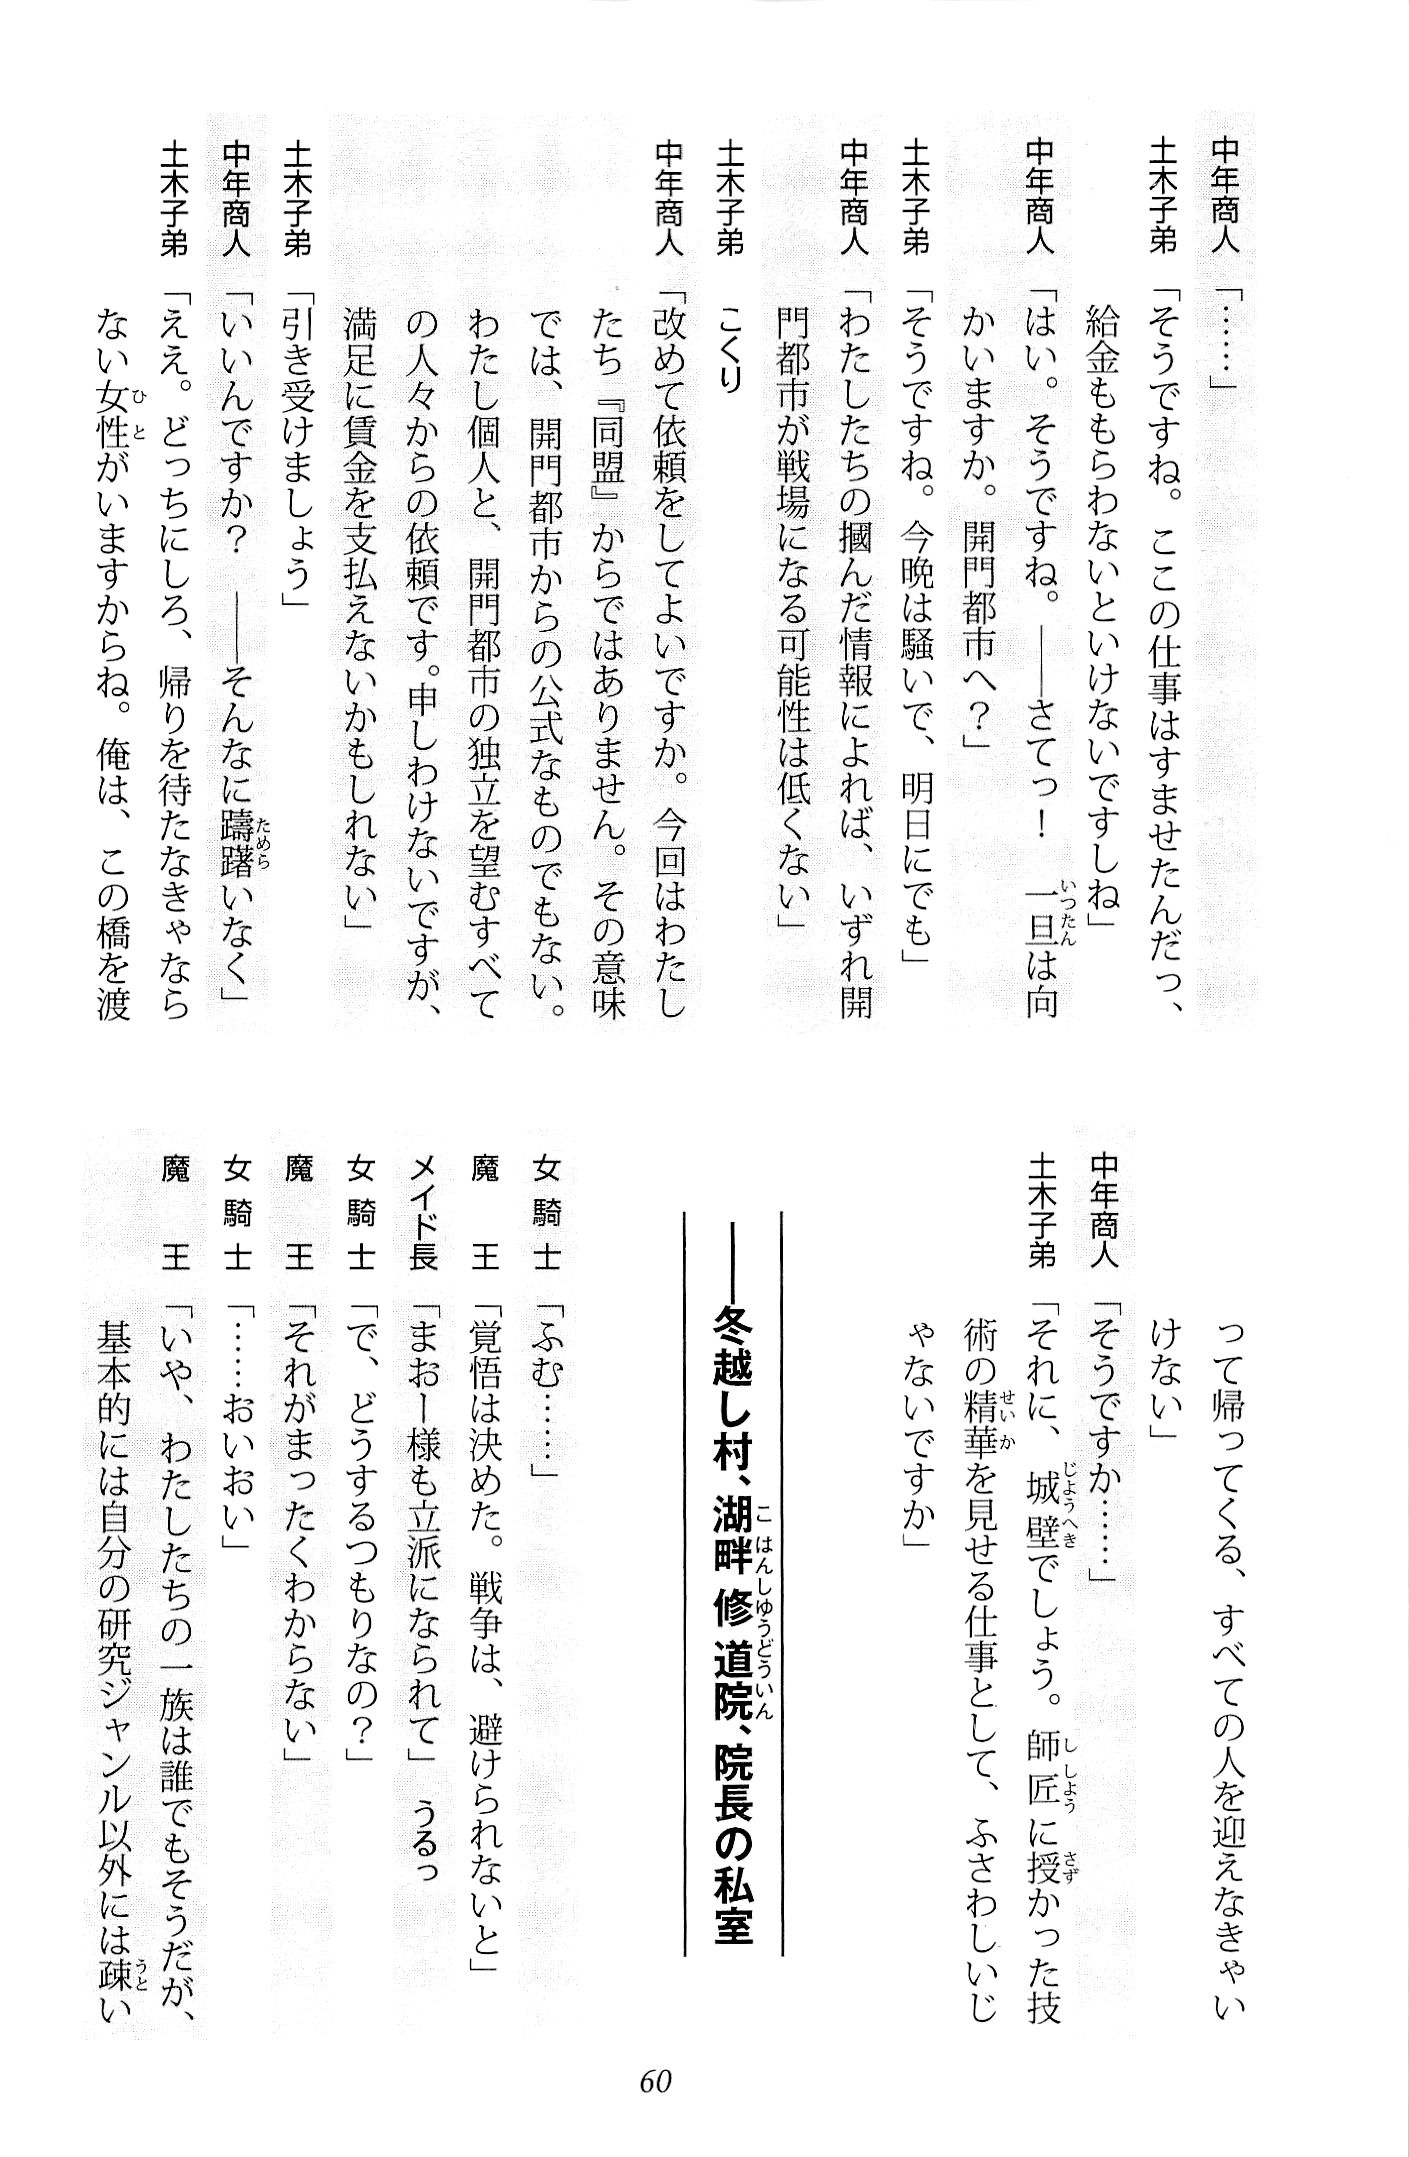 中年商人「……」
土木子弟「そうですね。ここの仕事はすませたんだっ、
給金ももらわないといけないですしね」
中年商人「はい。そうですね。――さてっ！　一旦は向
かいますか。開門都市へ？」
土木子弟「そうですね。今晩は騒いで、明日にでも」
中年商人「わたしたちの摑んだ情報によれば、いずれ開
門都市が戦場になる可能性は低くない」
土木子弟　こくり
中年商人「改めて依頼をしてよいですか。今回はわたし
たち『同盟』からではありません。その意味
では、開門都市からの公式なものでもない。
わたし個人と、開門都市の独立を望むすべて
の人々からの依頼です。申しわけないですが、
満足に賃金を支払えないかもしれない」
土木子弟「引き受けましょう」
中年商人「いいんですか？　――そんなに躊躇いなく」
土木子弟「ええ。どっちにしろ、帰りを待たなきゃなら
ない女性がいますからね。俺は、この橋を渡
って帰ってくる、すべての人を迎えなきゃい
けない」
中年商人「そうですか……」
土木子弟「それに、城壁でしょう。師匠に授かった技
術の精華を見せる仕事として、ふさわしいじ
ゃないですか」
――冬越し村、湖畔修道院、院長の私室
女騎士「ふむ……」
魔王「覚悟は決めた。戦争は、避けられないと」
メイド長「まおー様も立派になられて」うるっ
女騎士「で、どうするつもりなの？」
魔王「それがまったくわからない」
女騎士「……おいおい」
魔王「いや、わたしたちの一族は誰でもそうだが、
基本的には自分の研究ジャンル以外には疎い
60